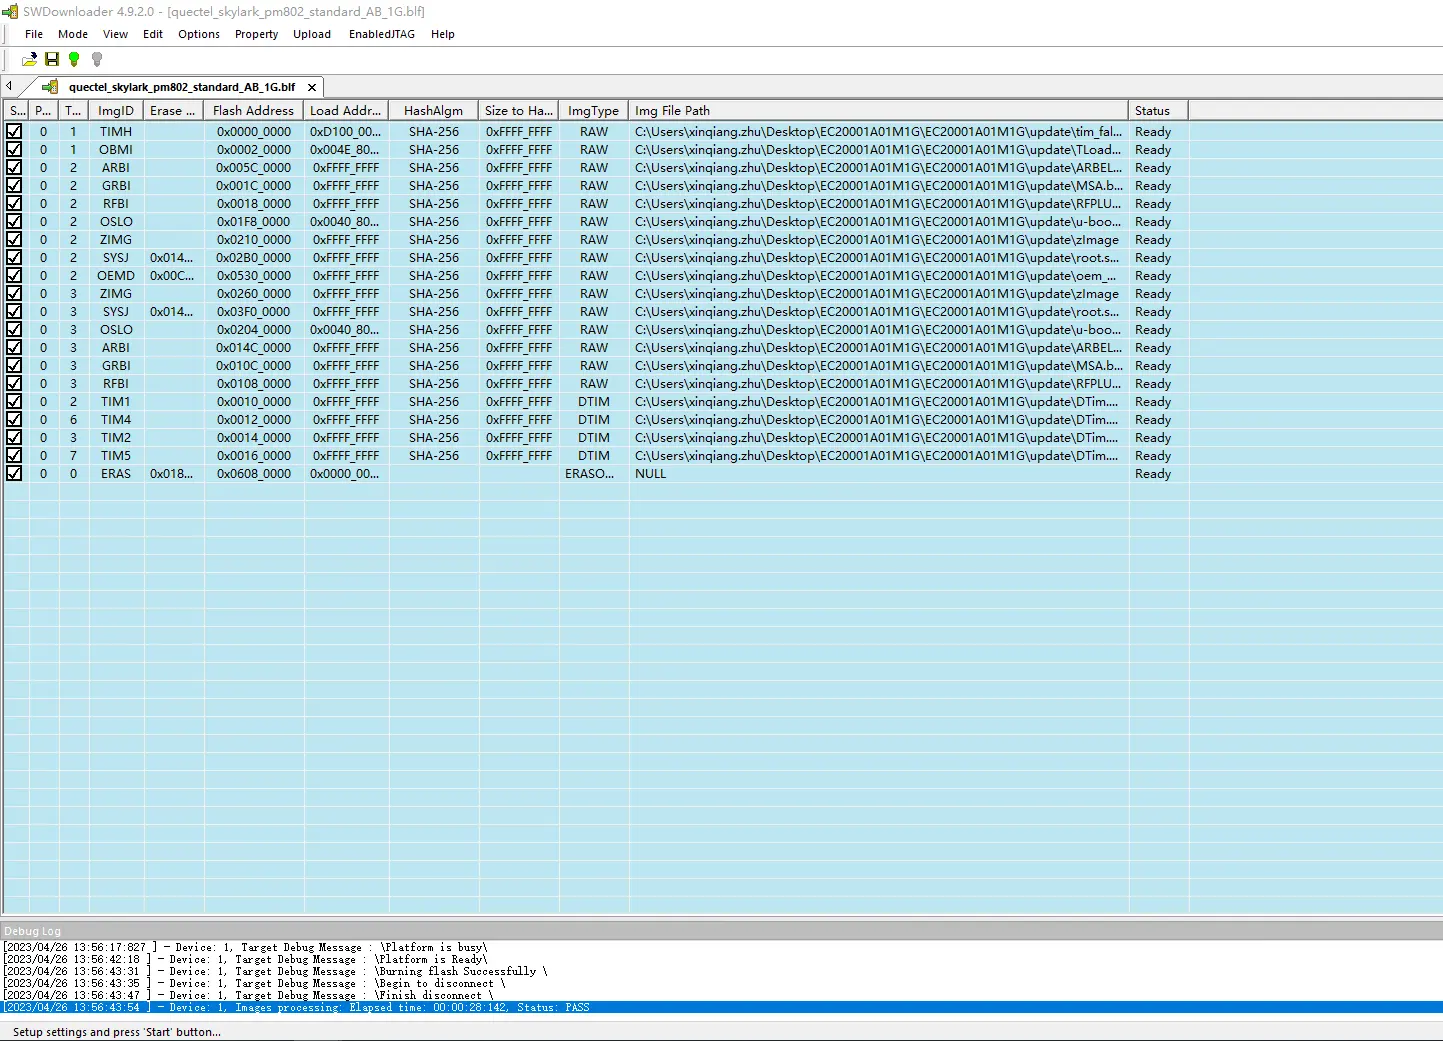 SWDownloader 4.9.2.0 - [quectel_skylark_pm802_standard_AB_1G.blf]
File Mode View Edit Options Property Upload EnabledJTAG Help
quectel_skylark_pm802_standard_AB_1G.blf
S... P... T... ImgID Erase ... Flash Address Load Addr... HashAlgm Size to Ha... ImgType Img File Path Status
0 1 TIMH 0x0000_0000 0xD100_00... SHA-256 0xFFFF_FFFF RAW C:\Users\xinqiang.zhu\Desktop\EC20001A01M1G\EC20001A01M1G\update\tim_fal... Ready
0 1 OBMI 0x0002_0000 0x004E_80... SHA-256 0xFFFF_FFFF RAW C:\Users\xinqiang.zhu\Desktop\EC20001A01M1G\EC20001A01M1G\update\TLoad... Ready
0 2 ARBI 0x005C_0000 0xFFFF_FFFF SHA-256 0xFFFF_FFFF RAW C:\Users\xinqiang.zhu\Desktop\EC20001A01M1G\EC20001A01M1G\update\ARBEL... Ready
0 2 GRBI 0x001C_0000 0xFFFF_FFFF SHA-256 0xFFFF_FFFF RAW C:\Users\xinqiang.zhu\Desktop\EC20001A01M1G\EC20001A01M1G\update\MSA.b... Ready
0 2 RFBI 0x0018_0000 0xFFFF_FFFF SHA-256 0xFFFF_FFFF RAW C:\Users\xinqiang.zhu\Desktop\EC20001A01M1G\EC20001A01M1G\update\RFPLU... Ready
0 2 OSLO 0x01F8_0000 0x0040_80... SHA-256 0xFFFF_FFFF RAW C:\Users\xinqiang.zhu\Desktop\EC20001A01M1G\EC20001A01M1G\update\u-boo... Ready
0 2 ZIMG 0x0210_0000 0xFFFF_FFFF SHA-256 0xFFFF_FFFF RAW C:\Users\xinqiang.zhu\Desktop\EC20001A01M1G\EC20001A01M1G\update\zImage Ready
0 2 SYSJ 0x014... 0x02B0_0000 0xFFFF_FFFF SHA-256 0xFFFF_FFFF RAW C:\Users\xinqiang.zhu\Desktop\EC20001A01M1G\EC20001A01M1G\update\root.s... Ready
0 2 OEMD 0x00C... 0x0530_0000 0xFFFF_FFFF SHA-256 0xFFFF_FFFF RAW C:\Users\xinqiang.zhu\Desktop\EC20001A01M1G\EC20001A01M1G\update\oem_... Ready
0 3 ZIMG 0x0260_0000 0xFFFF_FFFF SHA-256 0xFFFF_FFFF RAW C:\Users\xinqiang.zhu\Desktop\EC20001A01M1G\EC20001A01M1G\update\zImage Ready
0 3 SYSJ 0x014... 0x03F0_0000 0xFFFF_FFFF SHA-256 0xFFFF_FFFF RAW C:\Users\xinqiang.zhu\Desktop\EC20001A01M1G\EC20001A01M1G\update\root.s... Ready
0 3 OSLO 0x0204_0000 0x0040_80... SHA-256 0xFFFF_FFFF RAW C:\Users\xinqiang.zhu\Desktop\EC20001A01M1G\EC20001A01M1G\update\u-boo... Ready
0 3 ARBI 0x014C_0000 0xFFFF_FFFF SHA-256 0xFFFF_FFFF RAW C:\Users\xinqiang.zhu\Desktop\EC20001A01M1G\EC20001A01M1G\update\ARBEL... Ready
0 3 GRBI 0x010C_0000 0xFFFF_FFFF SHA-256 0xFFFF_FFFF RAW C:\Users\xinqiang.zhu\Desktop\EC20001A01M1G\EC20001A01M1G\update\MSA.b... Ready
0 3 RFBI 0x0108_0000 0xFFFF_FFFF SHA-256 0xFFFF_FFFF RAW C:\Users\xinqiang.zhu\Desktop\EC20001A01M1G\EC20001A01M1G\update\RFPLU... Ready
0 2 TIM1 0x0010_0000 0xFFFF_FFFF SHA-256 0xFFFF_FFFF DTIM C:\Users\xinqiang.zhu\Desktop\EC20001A01M1G\EC20001A01M1G\update\DTim.... Ready
0 6 TIM4 0x0012_0000 0xFFFF_FFFF SHA-256 0xFFFF_FFFF DTIM C:\Users\xinqiang.zhu\Desktop\EC20001A01M1G\EC20001A01M1G\update\DTim.... Ready
0 3 TIM2 0x0014_0000 0xFFFF_FFFF SHA-256 0xFFFF_FFFF DTIM C:\Users\xinqiang.zhu\Desktop\EC20001A01M1G\EC20001A01M1G\update\DTim.... Ready
0 7 TIM5 0x0016_0000 0xFFFF_FFFF SHA-256 0xFFFF_FFFF DTIM C:\Users\xinqiang.zhu\Desktop\EC20001A01M1G\EC20001A01M1G\update\DTim.... Ready
0 0 ERAS 0x018... 0x0608_0000 0x0000_00... ERASO... NULL Ready
Debug Log
[2023/04/26 13:56:17:827 ] - Device: 1, Target Debug Message : \Platform is busy\
[2023/04/26 13:56:42:18 ] - Device: 1, Target Debug Message : \Platform is Ready\
[2023/04/26 13:56:43:31 ] - Device: 1, Target Debug Message : \Burning flash Successfully \
[2023/04/26 13:56:43:35 ] - Device: 1, Target Debug Message : \Begin to disconnect \
[2023/04/26 13:56:43:47 ] - Device: 1, Target Debug Message : \Finish disconnect \
[2023/04/26 13:56:43:54 ] - Device: 1, Images processing: Elapsed time: 00:00:28:142, Status: PASS
Setup settings and press 'Start' button...